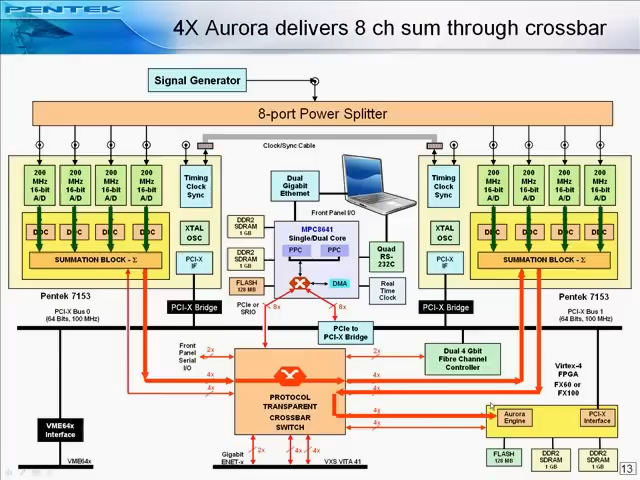 PENTEK
4X Aurora delivers 8 ch sum through crossbar
Signal Generator
8-port Power Splitter
Clock/Sync Cable
200
MHz
16-bit
A/D
200
MHz
16-bit
A/D
200
MHz
16-bit
A/D
200
MHz
16-bit
A/D
Timing
Clock
Sync
DDC
DDC
DDC
DDC
XTAL
OSC
SUMMATION BLOCK - Σ
PCI-X
IF
Pentek 7153
PCI-X Bus 0
(64 Bits, 100 MHz)
PCI-X Bridge
Dual
Gigabit
Ethernet
Front Panel I/O
DDR2
SDRAM
1 GB
DDR2
SDRAM
1 GB
FLASH
128 MB
MPC8641
Single/Dual Core
PPC
PPC
DMA
Quad
RS-
232C
Real
Time
Clock
PCIe or
SRIO
8x
8x
PCIe to
PCI-X Bridge
Timing
Clock
Sync
200
MHz
16-bit
A/D
200
MHz
16-bit
A/D
200
MHz
16-bit
A/D
200
MHz
16-bit
A/D
XTAL
OSC
DDC
DDC
DDC
DDC
SUMMATION BLOCK - Σ
PCI-X
IF
Pentek 7153
PCI-X Bridge
PCI-X Bus 1
(64 Bits, 100 MHz)
Front
Panel
Serial
I/O
2x
4x
4x
PROTOCOL
TRANSPARENT
CROSSBAR
SWITCH
2x
4x
4x
4x
4x
Dual 4 Gbit
Fibre Channel
Controller
Virtex-4
FPGA
FX60 or
FX100
Aurora
Engine
PCI-X
Interface
FLASH
128 MB
DDR2
SDRAM
1 GB
DDR2
SDRAM
1 GB
VME64x
Interface
VME64x
Gigabit
ENET-x
2x
4x
4x
VXS VITA 41
13